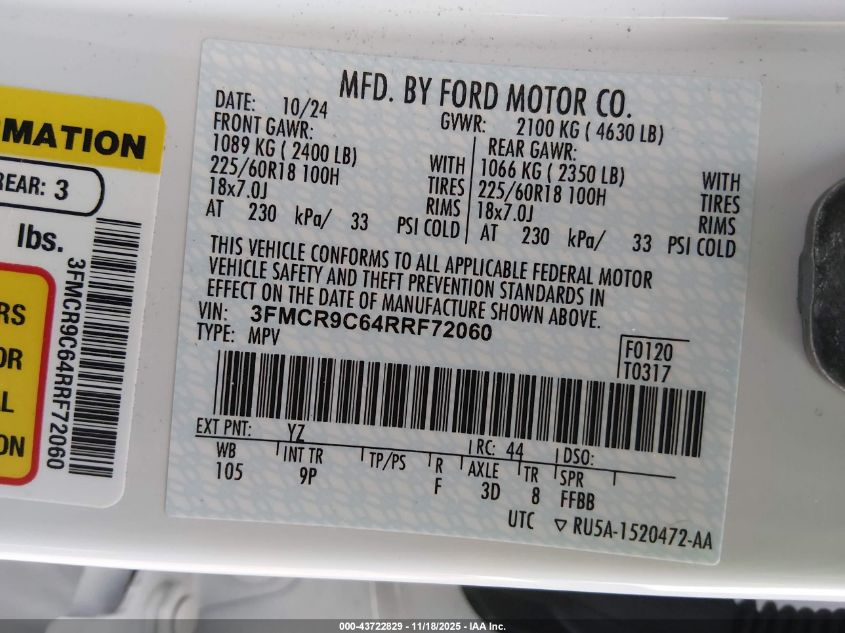 RMATION
REAR: 3
lbs.
RS
OR
L
ON
3FMCR9C64RRF72060
MFD. BY FORD MOTOR CO.
DATE: 10/24 GVWR: 2100 KG ( 4630 LB)
FRONT GAWR: REAR GAWR:
1089 KG ( 2400 LB) WITH 1066 KG ( 2350 LB) WITH
225/60R18 100H TIRES 225/60R18 100H TIRES
18x7.0J RIMS 18x7.0J RIMS
AT 230 kPa/ 33 PSI COLD AT 230 kPa/ 33 PSI COLD
THIS VEHICLE CONFORMS TO ALL APPLICABLE FEDERAL MOTOR
VEHICLE SAFETY AND THEFT PREVENTION STANDARDS IN
EFFECT ON THE DATE OF MANUFACTURE SHOWN ABOVE.
VIN: 3FMCR9C64RRF72060
TYPE: MPV
F0120
T0317
EXT PNT: YZ RC: 44 DSO:
WB INT TR TP/PS R AXLE TR SPR
105 9P F 3D 8 FFBB
UTC ▽ RU5A-1520472-AA
000-43722829 - 11/18/2025 - IAA Inc.